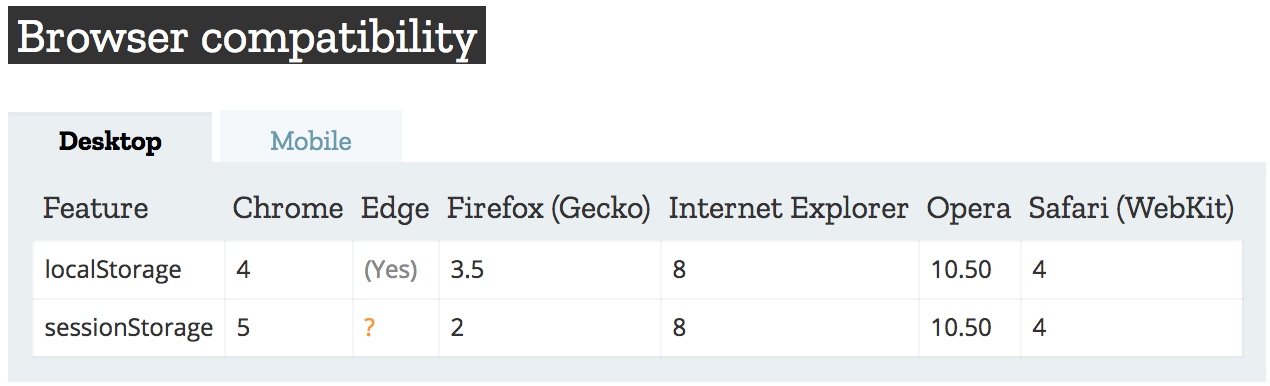 Browser compatibility
Desktop Mobile
Feature Chrome Edge Firefox (Gecko) Internet Explorer Opera Safari (WebKit)
localStorage 4 (Yes) 3.5 8 10.50 4
sessionStorage 5 ? 2 8 10.50 4